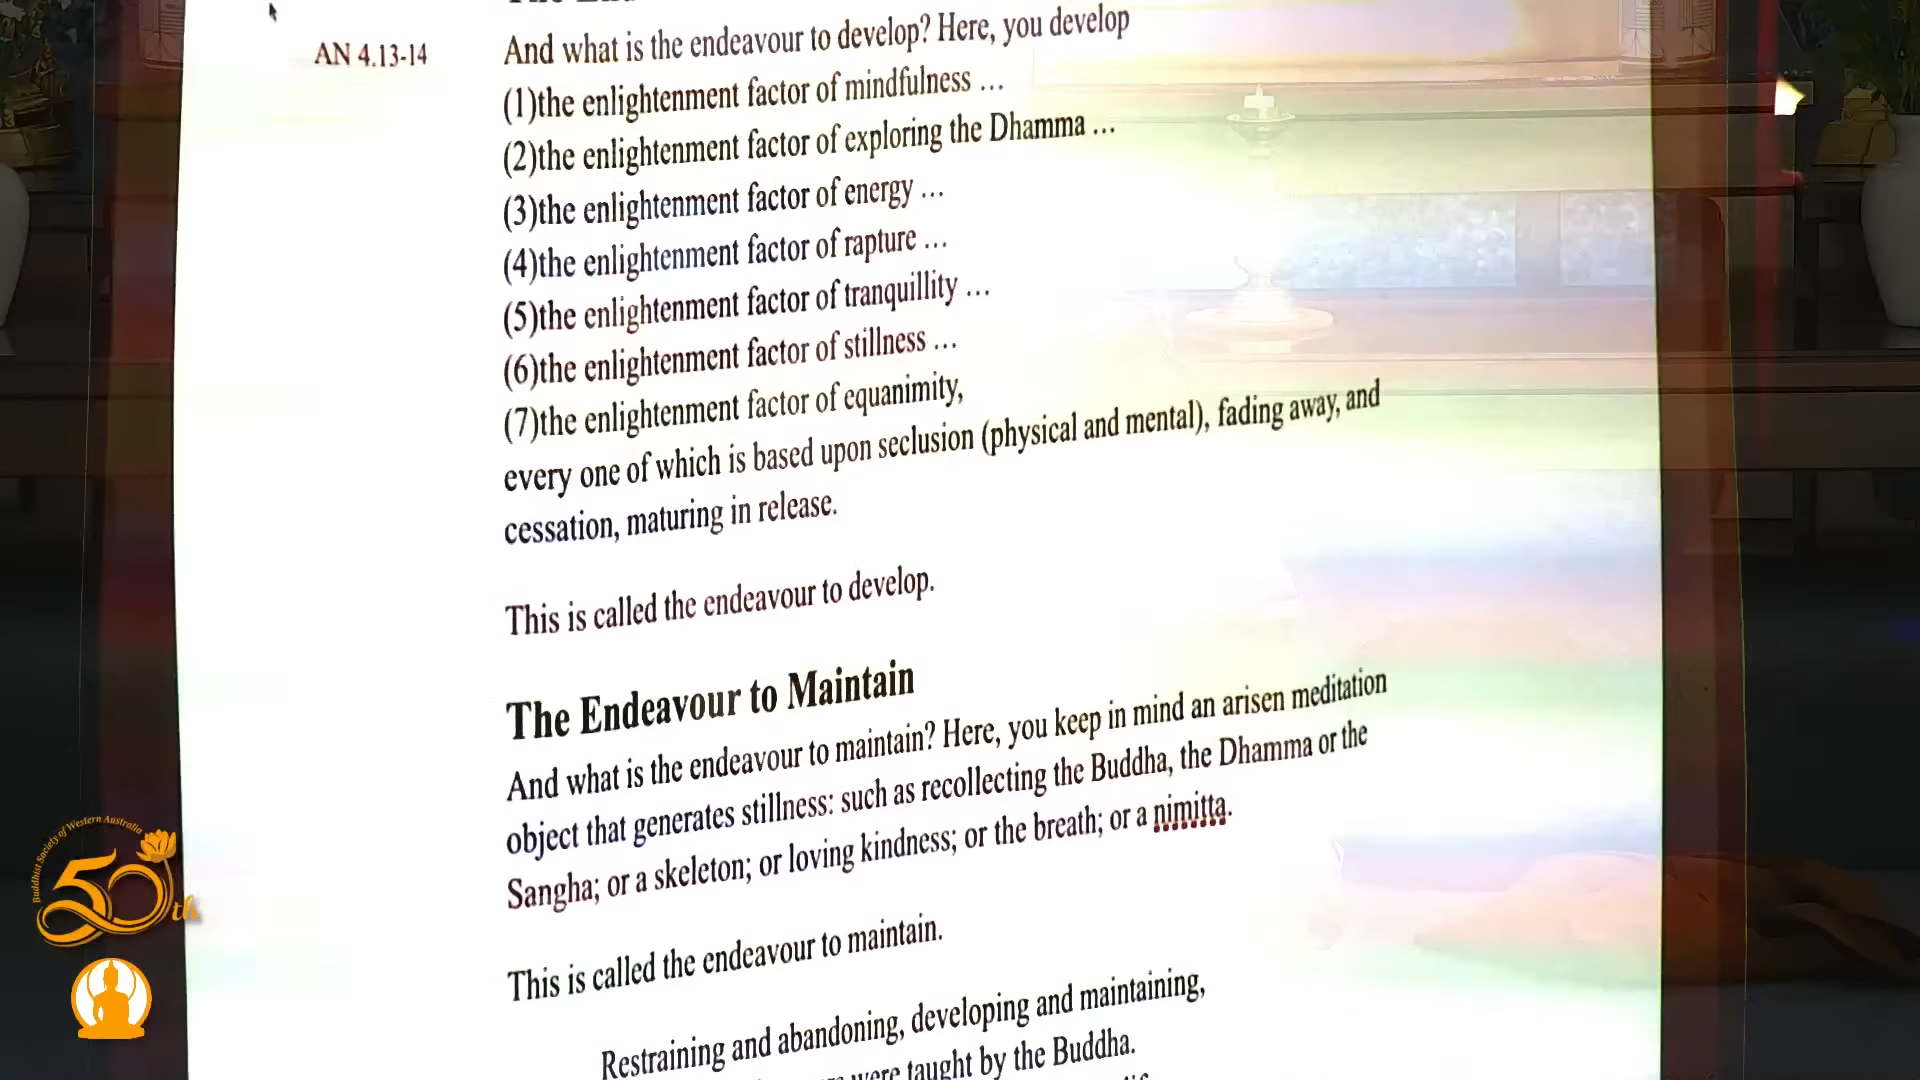 AN 4.13-14
And what is the endeavour to develop? Here, you develop
(1)the enlightenment factor of mindfulness ...
(2)the enlightenment factor of exploring the Dhamma ...
(3)the enlightenment factor of energy ...
(4)the enlightenment factor of rapture ...
(5)the enlightenment factor of tranquillity ...
(6)the enlightenment factor of stillness ...
(7)the enlightenment factor of equanimity,
every one of which is based upon seclusion (physical and mental), fading away, and
cessation, maturing in release.
This is called the endeavour to develop.
The Endeavour to Maintain
And what is the endeavour to maintain? Here, you keep in mind an arisen meditation
object that generates stillness: such as recollecting the Buddha, the Dhamma or the
Sangha; or a skeleton; or loving kindness; or the breath; or a nimitta.
This is called the endeavour to maintain.
Restraining and abandoning, developing and maintaining,
were taught by the Buddha.
Buddhist Society of Western Australia
50th